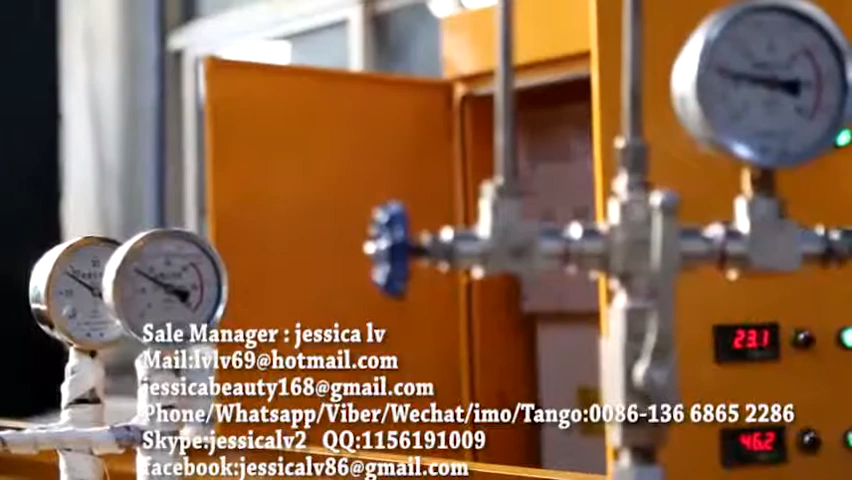 23.1
Sale Manager : jessica lv
Mail:lvlv69@hotmail.com
jessicabeauty168@gmail.com
Phone/Whatsapp/Viber/Wechat/imo/Tango:0086-136 6865 2286
46.2
Skype:jessicalv2 QQ:1156191009
facebook:jessicalv86@gmail.com